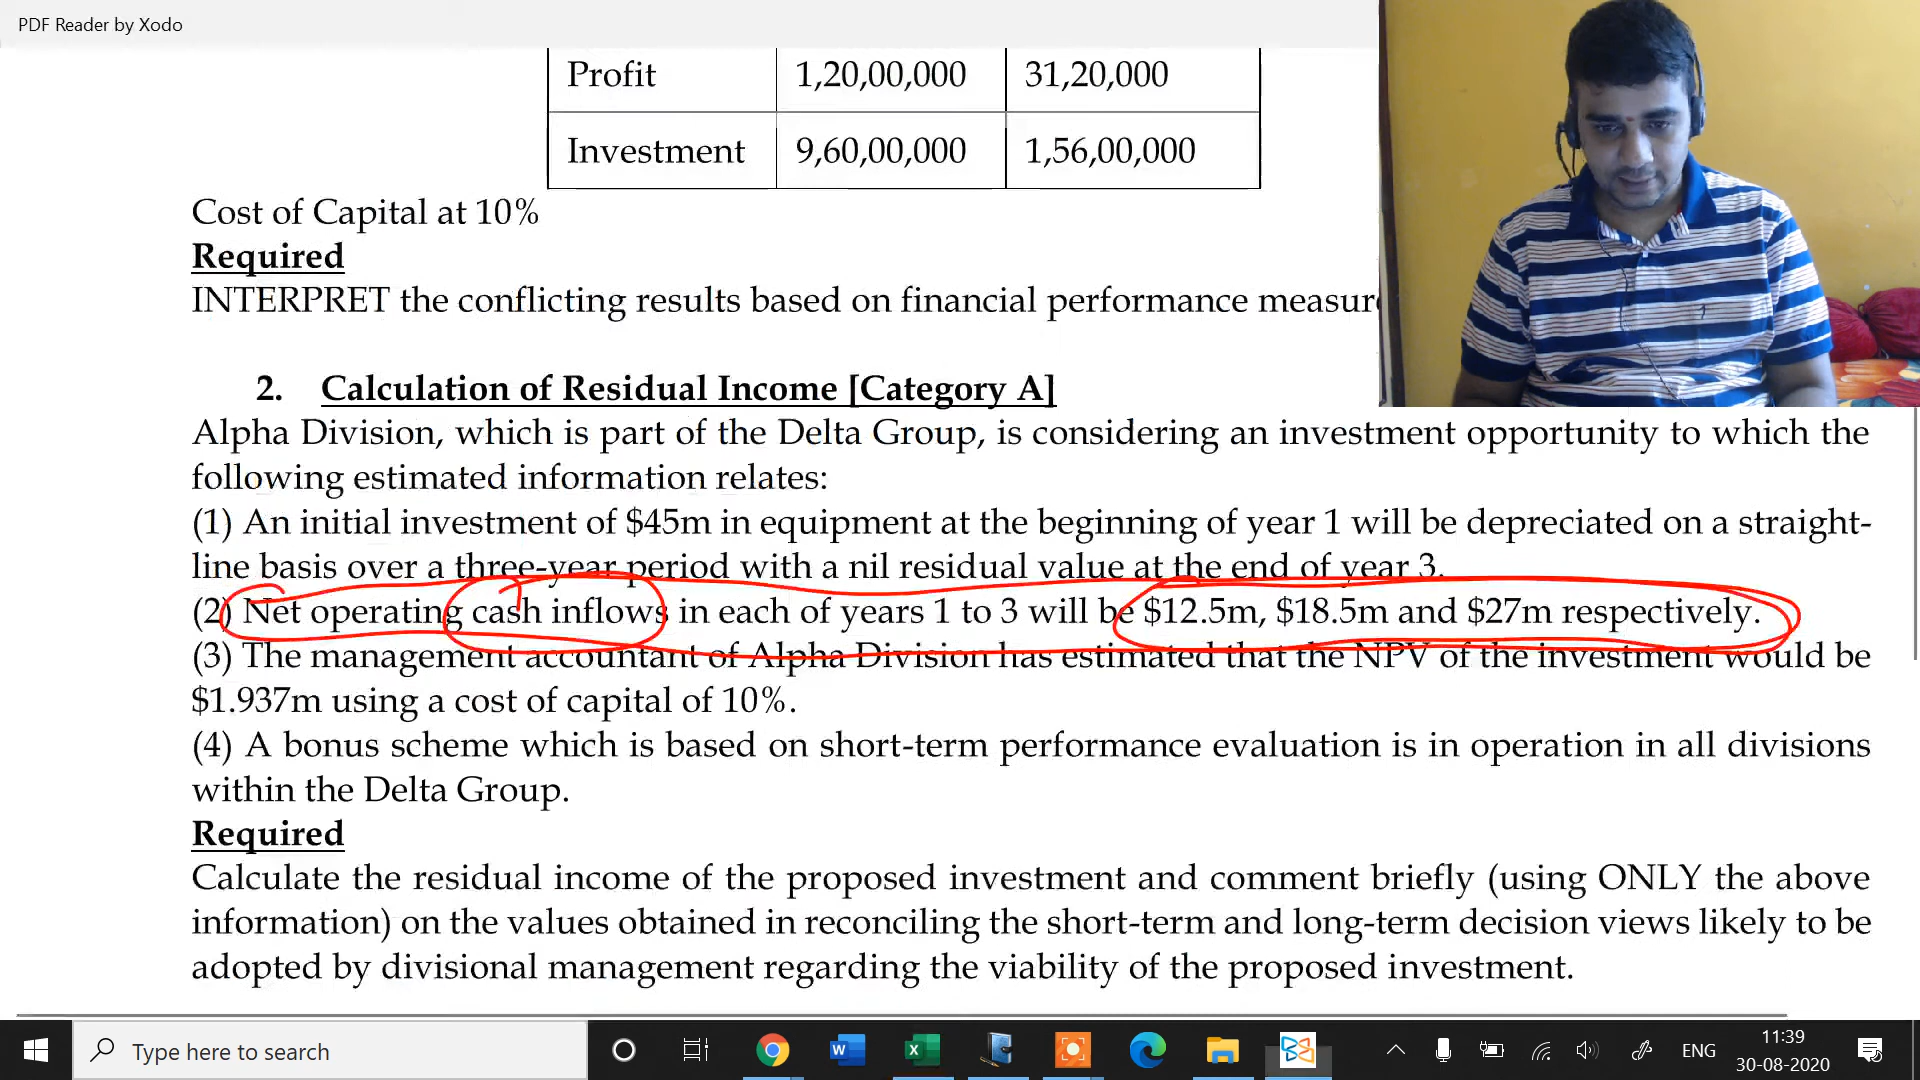 PDF Reader by Xodo
Profit 1,20,00,000 31,20,000
Investment 9,60,00,000 1,56,00,000
Cost of Capital at 10%
Required
INTERPRET the conflicting results based on financial performance
2. Calculation of Residual Income [Category A]
Alpha Division, which is part of the Delta Group, is considering an investment opportunity to which the
following estimated information relates:
(1) An initial investment of $45m in equipment at the beginning of year 1 will be depreciated on a straight-
line basis over a three-year period with a nil residual value at the end of year 3.
(2) Net operating cash inflows in each of years 1 to 3 will be $12.5m, $18.5m and $27m respectively.
(3) The management accountant of Alpha Division has estimated that the NPV of the investment would be
$1.937m using a cost of capital of 10%.
(4) A bonus scheme which is based on short-term performance evaluation is in operation in all divisions
within the Delta Group.
Required
Calculate the residual income of the proposed investment and comment briefly (using ONLY the above
information) on the values obtained in reconciling the short-term and long-term decision views likely to be
adopted by divisional management regarding the viability of the proposed investment.
Type here to search
ENG
11:39
30-08-2020